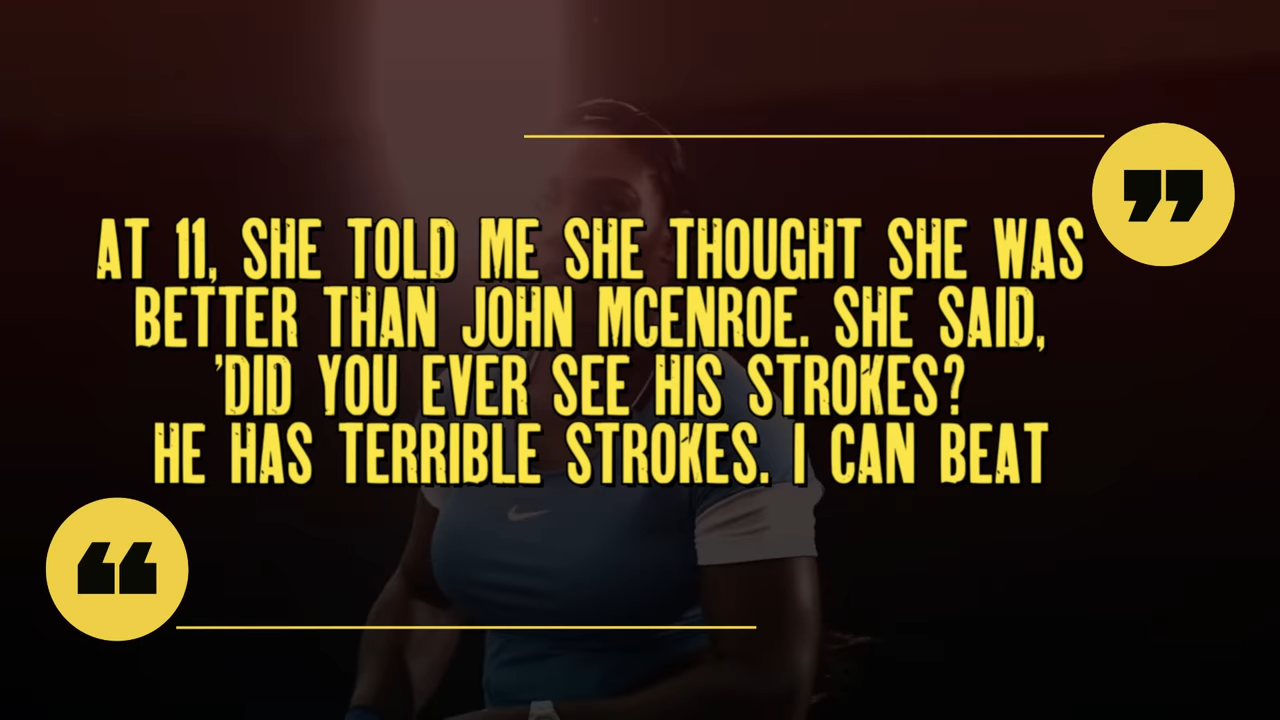 AT 11, SHE TOLD ME SHE THOUGHT SHE WAS
BETTER THAN JOHN MCENROE. SHE SAID,
'DID YOU EVER SEE HIS STROKES?
HE HAS TERRIBLE STROKES. I CAN BEAT